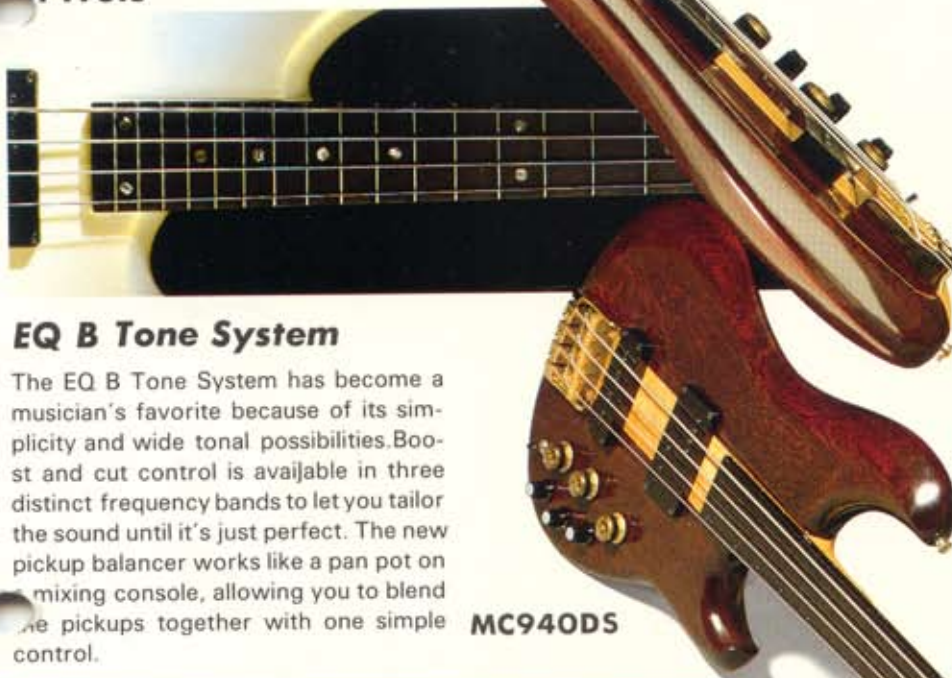 EQ B Tone System
The EQ B Tone System has become a
musician's favorite because of its sim-
plicity and wide tonal possibilities.Boo-
st and cut control is available in three
distinct frequency bands to let you tailor
the sound until it's just perfect. The new
pickup balancer works like a pan pot on
mixing console, allowing you to blend
pickups together with one simple
control.
MC940DS